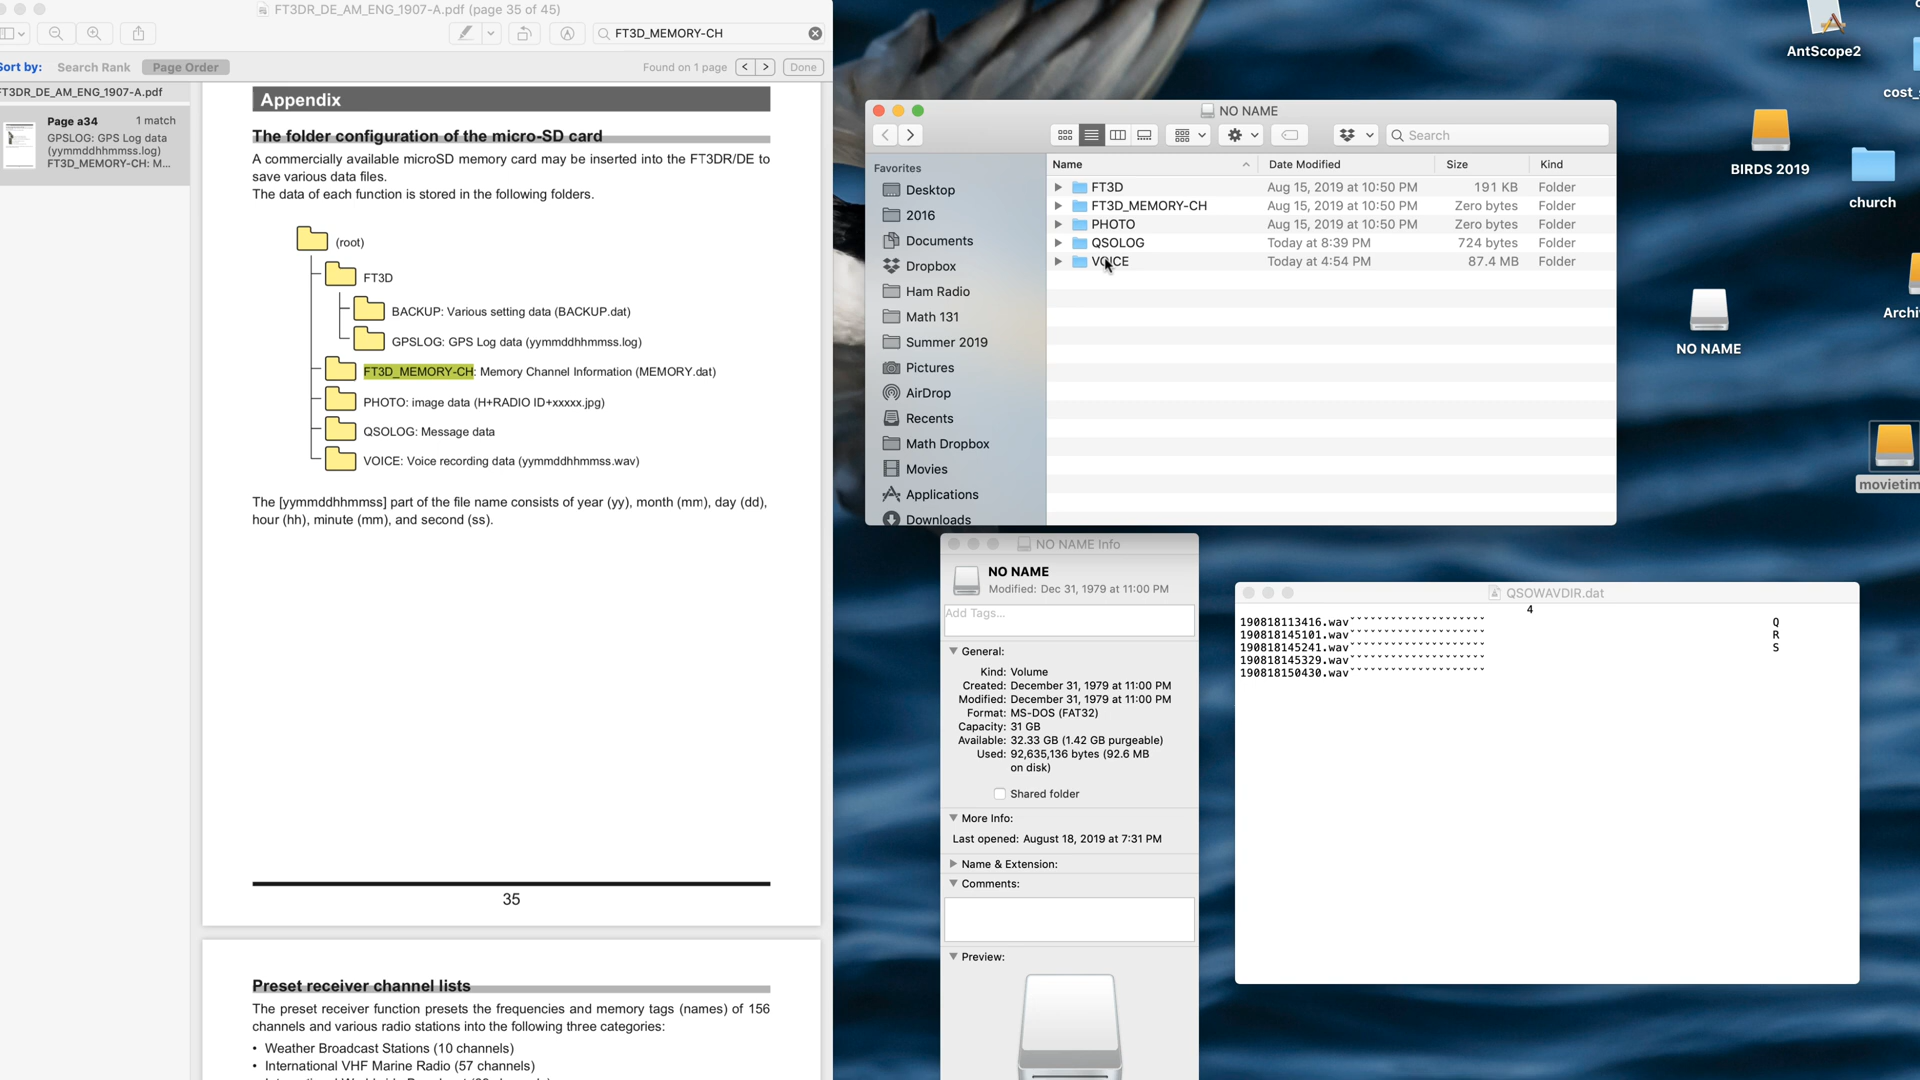 FT3DR_DE_AM_ENG_1907-A.pdf (page 35 of 45)
FT3D_MEMORY-CH
Sort by: Search Rank Page Order
Found on 1 page < > Done
FT3DR_DE_AM_ENG_1907-A.pdf
Page a34 1 match
GPSLOG: GPS Log data
(yymmddhhmmss.log)
FT3D_MEMORY-CH: M...
Appendix
The folder configuration of the micro-SD card
A commercially available microSD memory card may be inserted into the FT3DR/DE to
save various data files.
The data of each function is stored in the following folders.
(root)
FT3D
BACKUP: Various setting data (BACKUP.dat)
GPSLOG: GPS Log data (yymmddhhmmss.log)
FT3D_MEMORY-CH: Memory Channel Information (MEMORY.dat)
PHOTO: image data (H+RADIO ID+xxxxx.jpg)
QSOLOG: Message data
VOICE: Voice recording data (yymmddhhmmss.wav)
The [yymmddhhmmss] part of the file name consists of year (yy), month (mm), day (dd),
hour (hh), minute (mm), and second (ss).
35
Preset receiver channel lists
The preset receiver function presets the frequencies and memory tags (names) of 156
channels and various radio stations into the following three categories:
• Weather Broadcast Stations (10 channels)
• International VHF Marine Radio (57 channels)
NO NAME
Search
Favorites
Desktop
2016
Documents
Dropbox
Ham Radio
Math 131
Summer 2019
Pictures
AirDrop
Recents
Math Dropbox
Movies
Applications
Downloads
Name Date Modified Size Kind
FT3D Aug 15, 2019 at 10:50 PM 191 KB Folder
FT3D_MEMORY-CH Aug 15, 2019 at 10:50 PM Zero bytes Folder
PHOTO Aug 15, 2019 at 10:50 PM Zero bytes Folder
QSOLOG Today at 8:39 PM 724 bytes Folder
VOICE Today at 4:54 PM 87.4 MB Folder
NO NAME Info
NO NAME
Modified: Dec 31, 1979 at 11:00 PM
Add Tags...
General:
Kind: Volume
Created: December 31, 1979 at 11:00 PM
Modified: December 31, 1979 at 11:00 PM
Format: MS-DOS (FAT32)
Capacity: 31 GB
Available: 32.33 GB (1.42 GB purgeable)
Used: 92,635,136 bytes (92.6 MB
on disk)
Shared folder
More Info:
Last opened: August 18, 2019 at 7:31 PM
Name & Extension:
Comments:
Preview:
QSOWAVDIR.dat
4
190818113416.wav˘˘˘˘˘˘˘˘˘˘˘˘˘˘˘˘˘˘˘˘ Q
190818145101.wav˘˘˘˘˘˘˘˘˘˘˘˘˘˘˘˘˘˘˘˘ R
190818145241.wav˘˘˘˘˘˘˘˘˘˘˘˘˘˘˘˘˘˘˘˘ S
190818145329.wav˘˘˘˘˘˘˘˘˘˘˘˘˘˘˘˘˘˘˘˘
190818150430.wav˘˘˘˘˘˘˘˘˘˘˘˘˘˘˘˘˘˘˘˘
AntScope2
cost_
BIRDS 2019
church
Archi
NO NAME
movietim